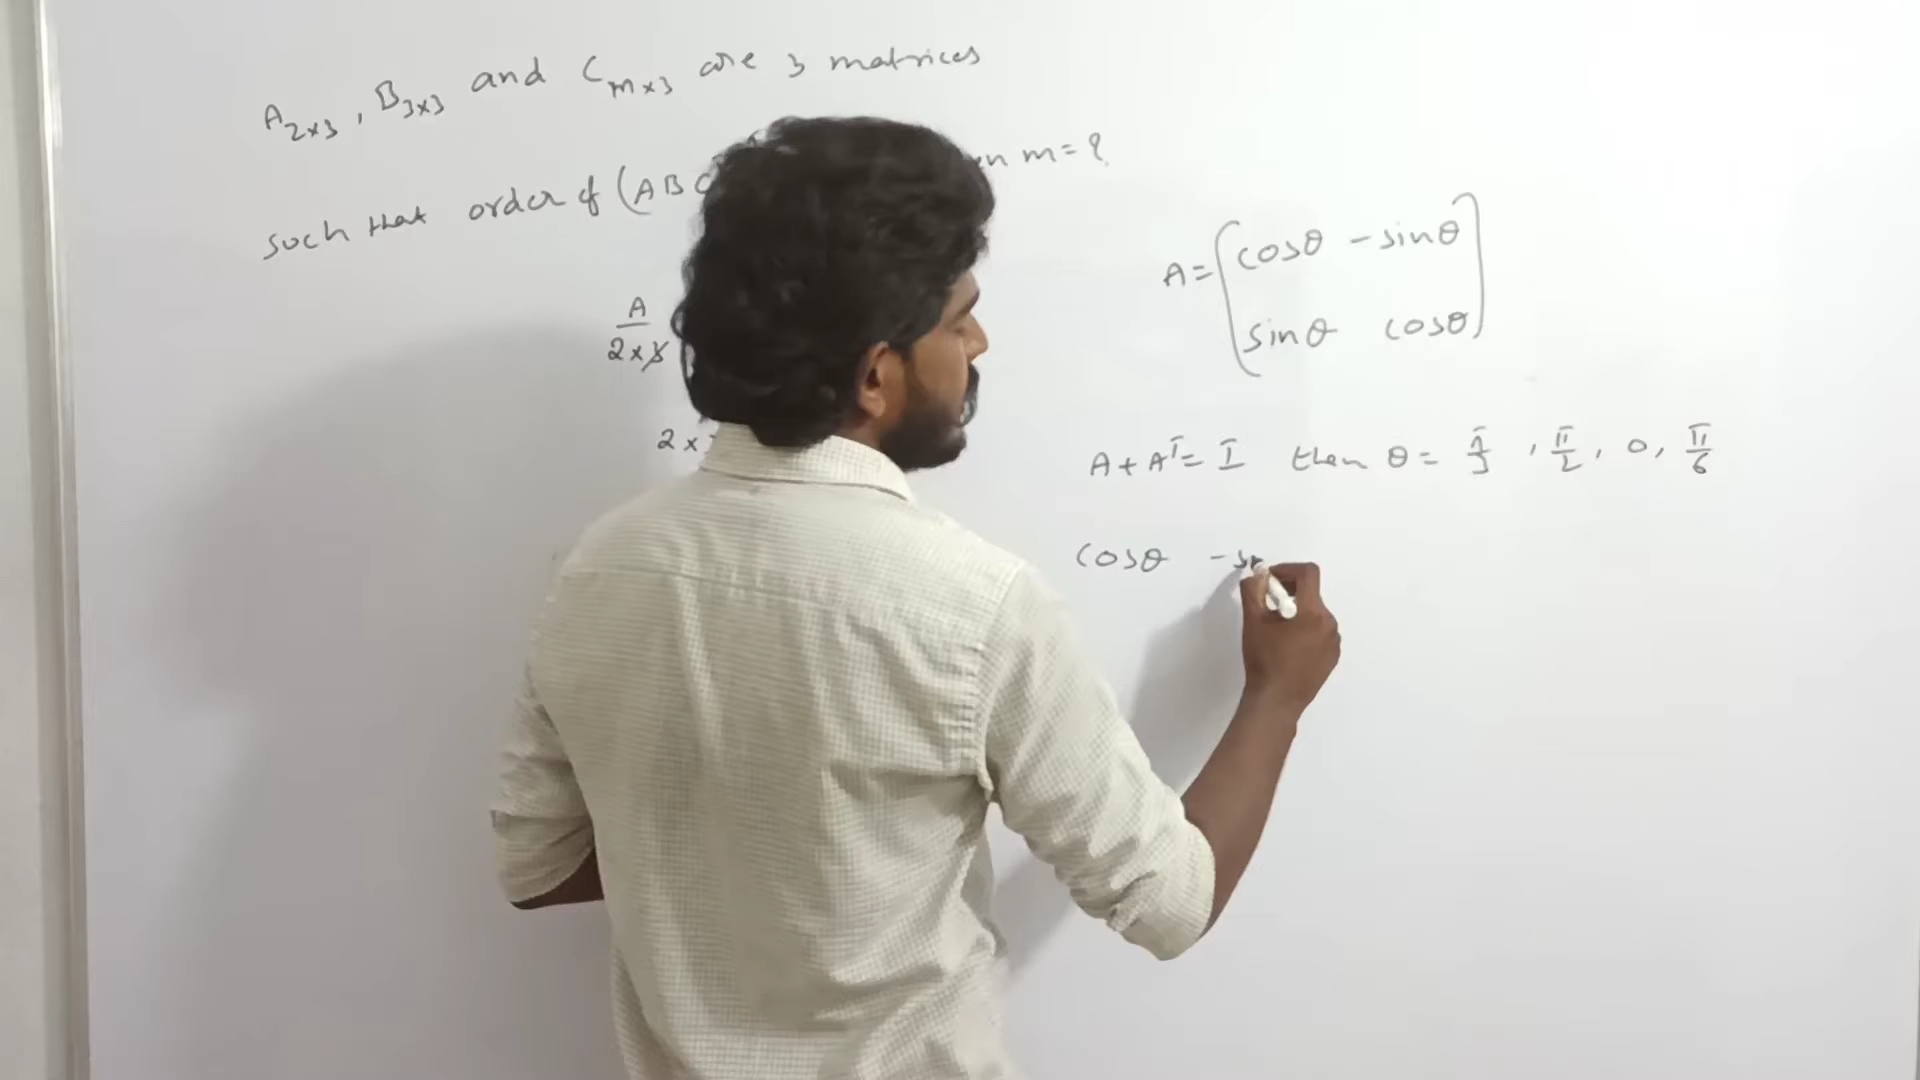 A₂ₓ₃, B₃ₓ₃ and Cₘₓ₃ are 3 matrices
such that order of (ABC m=?
A
2×3
2×
A = [cosθ -sinθ
sinθ cosθ]
A + Aᵀ = I then θ = π/3, π/2, 0, π/6
cosθ -s